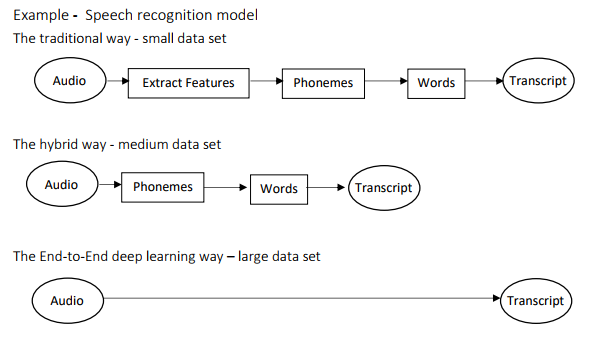 Example - Speech recognition model
The traditional way - small data set
Audio Extract Features Phonemes Words Transcript
The hybrid way - medium data set
Audio Phonemes Words Transcript
The End-to-End deep learning way – large data set
Audio Transcript